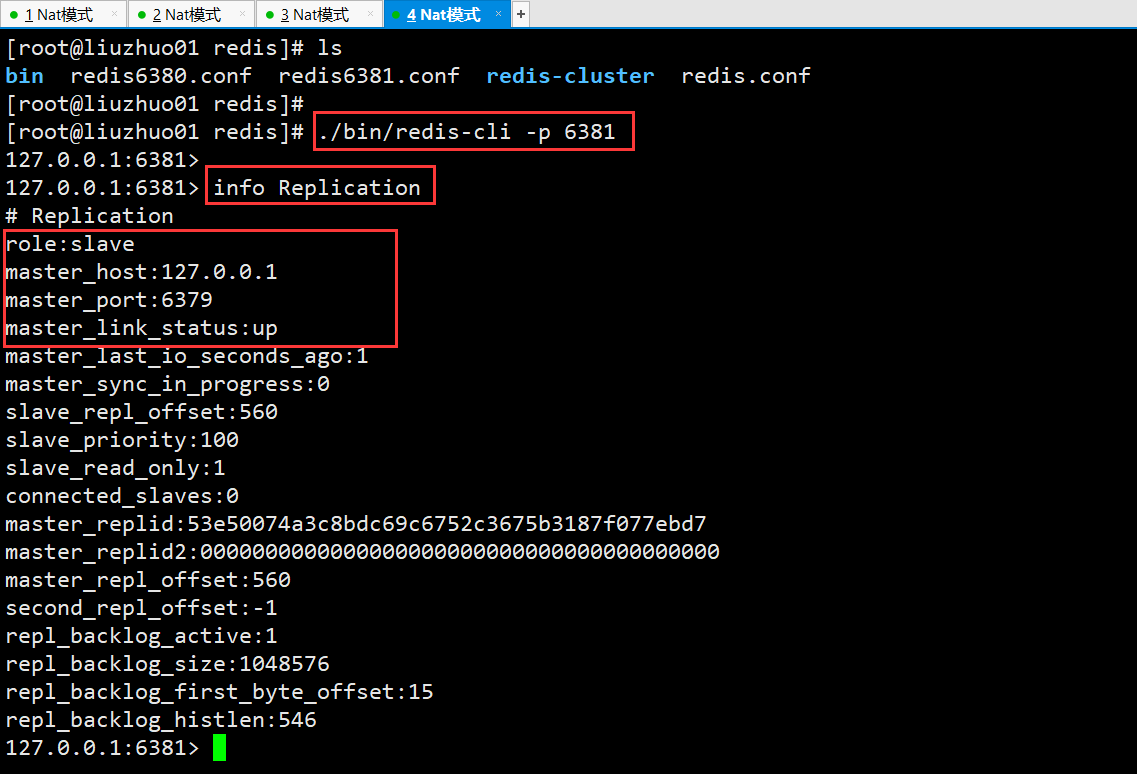 1 Nat模式 × 2 Nat模式 × 3 Nat模式 × 4 Nat模式 × +
[root@liuzhuo01 redis]# ls
bin  redis6380.conf  redis6381.conf  redis-cluster  redis.conf
[root@liuzhuo01 redis]#
[root@liuzhuo01 redis]# ./bin/redis-cli -p 6381
127.0.0.1:6381>
127.0.0.1:6381> info Replication
# Replication
role:slave
master_host:127.0.0.1
master_port:6379
master_link_status:up
master_last_io_seconds_ago:1
master_sync_in_progress:0
slave_repl_offset:560
slave_priority:100
slave_read_only:1
connected_slaves:0
master_replid:53e50074a3c8bdc69c6752c3675b3187f077ebd7
master_replid2:0000000000000000000000000000000000000000
master_repl_offset:560
second_repl_offset:-1
repl_backlog_active:1
repl_backlog_size:1048576
repl_backlog_first_byte_offset:15
repl_backlog_histlen:546
127.0.0.1:6381>